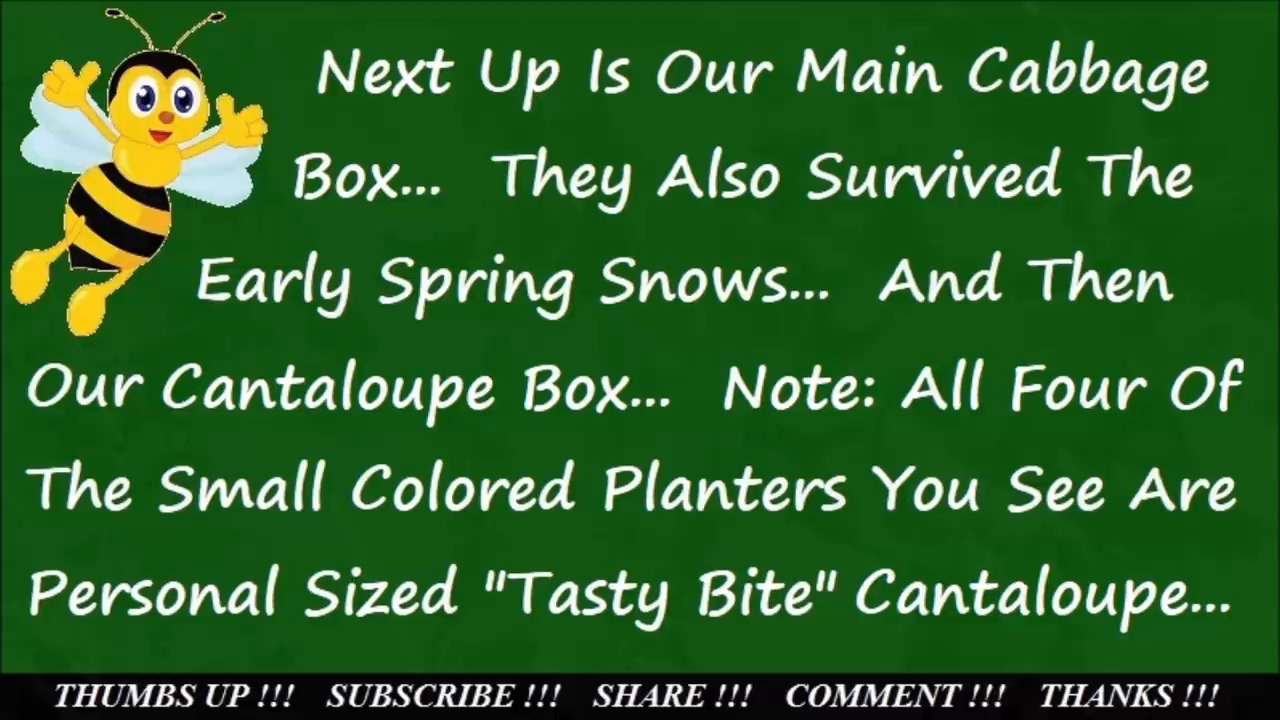 Next Up Is Our Main Cabbage
Box... They Also Survived The
Early Spring Snows... And Then
Our Cantaloupe Box... Note: All Four Of
The Small Colored Planters You See Are
Personal Sized "Tasty Bite" Cantaloupe...
THUMBS UP !!! SUBSCRIBE !!! SHARE !!! COMMENT !!! THANKS !!!